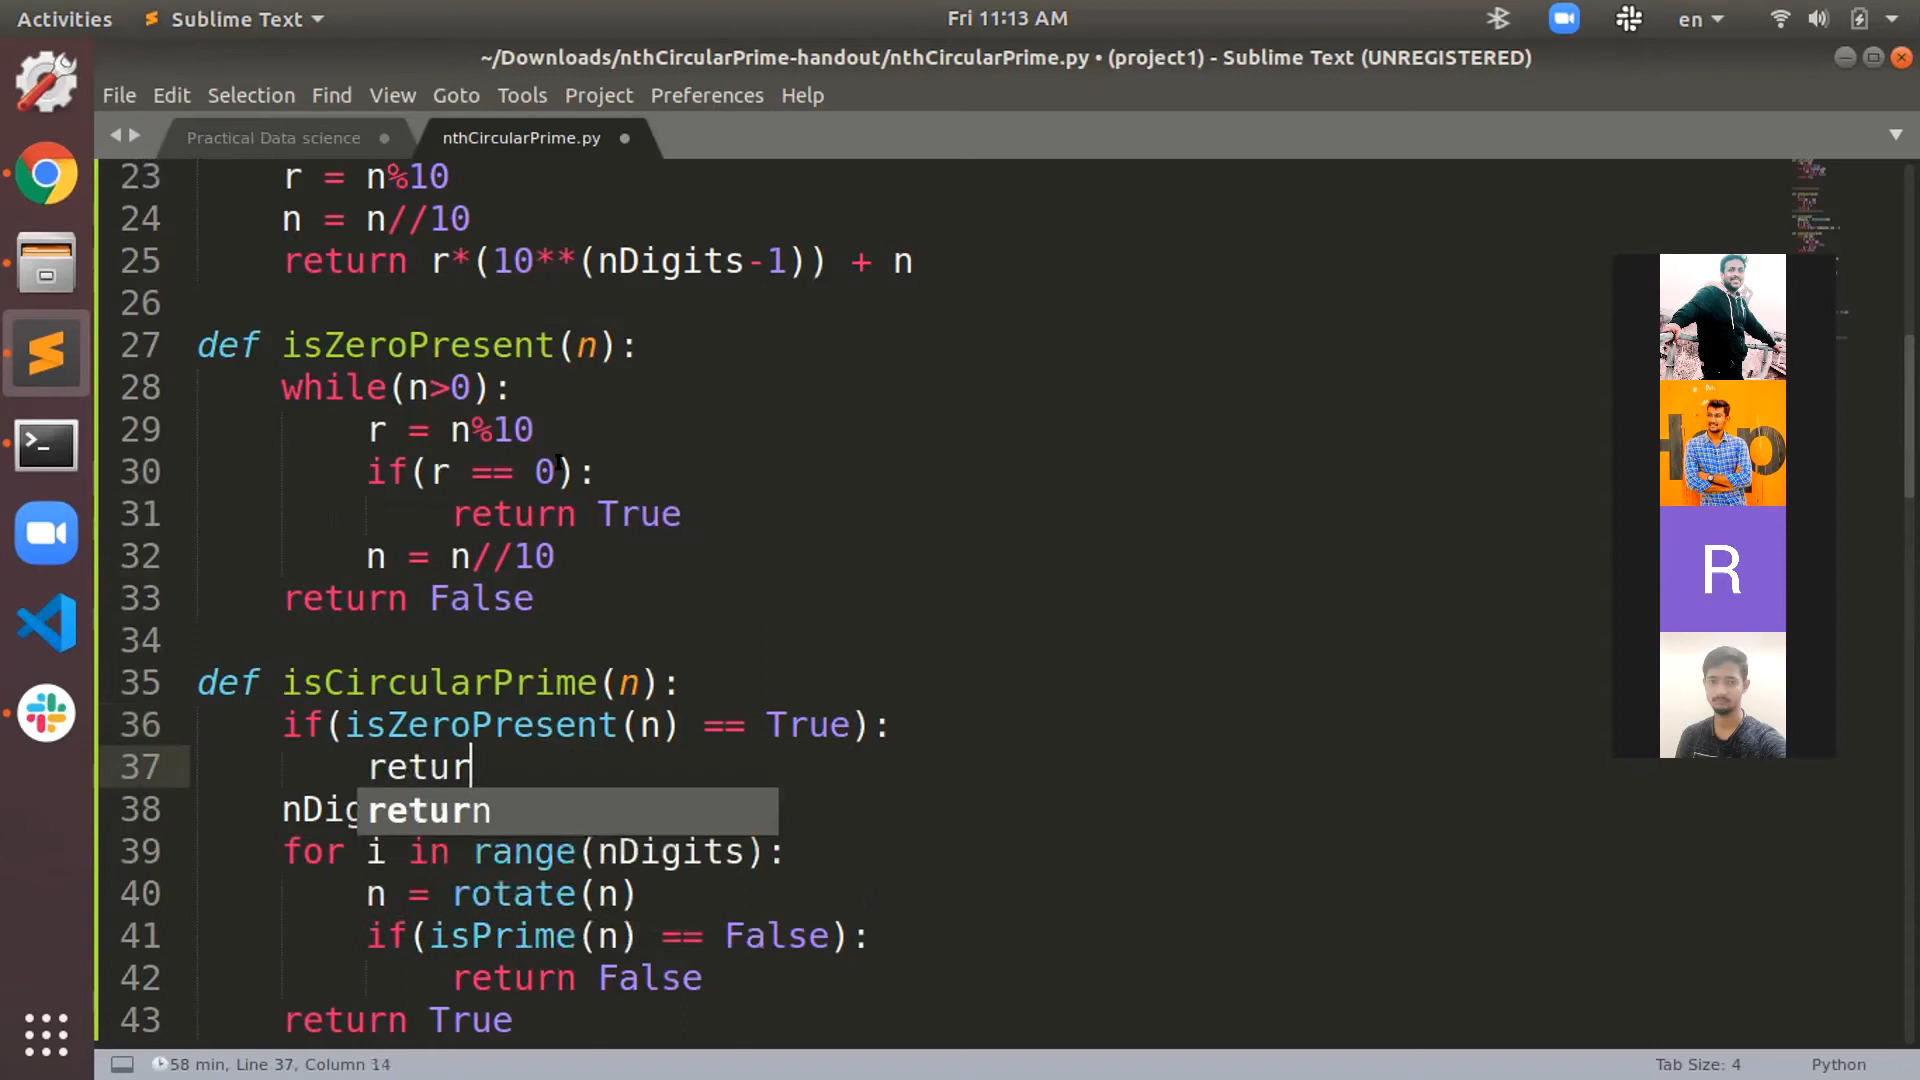 Activities Sublime Text Fri 11:13 AM en
~/Downloads/nthCircularPrime-handout/nthCircularPrime.py • (project1) - Sublime Text (UNREGISTERED)
File Edit Selection Find View Goto Tools Project Preferences Help
Practical Data science nthCircularPrime.py
23 r = n%10
24 n = n//10
25 return r*(10**(nDigits-1)) + n
26
27 def isZeroPresent(n):
28 while(n>0):
29 r = n%10
30 if(r == 0):
31 return True
32 n = n//10
33 return False
34
35 def isCircularPrime(n):
36 if(isZeroPresent(n) == True):
37 retur
38 nDig
return
39 for i in range(nDigits):
40 n = rotate(n)
41 if(isPrime(n) == False):
42 return False
43 return True
R
58 min, Line 37, Column 14 Tab Size: 4 Python